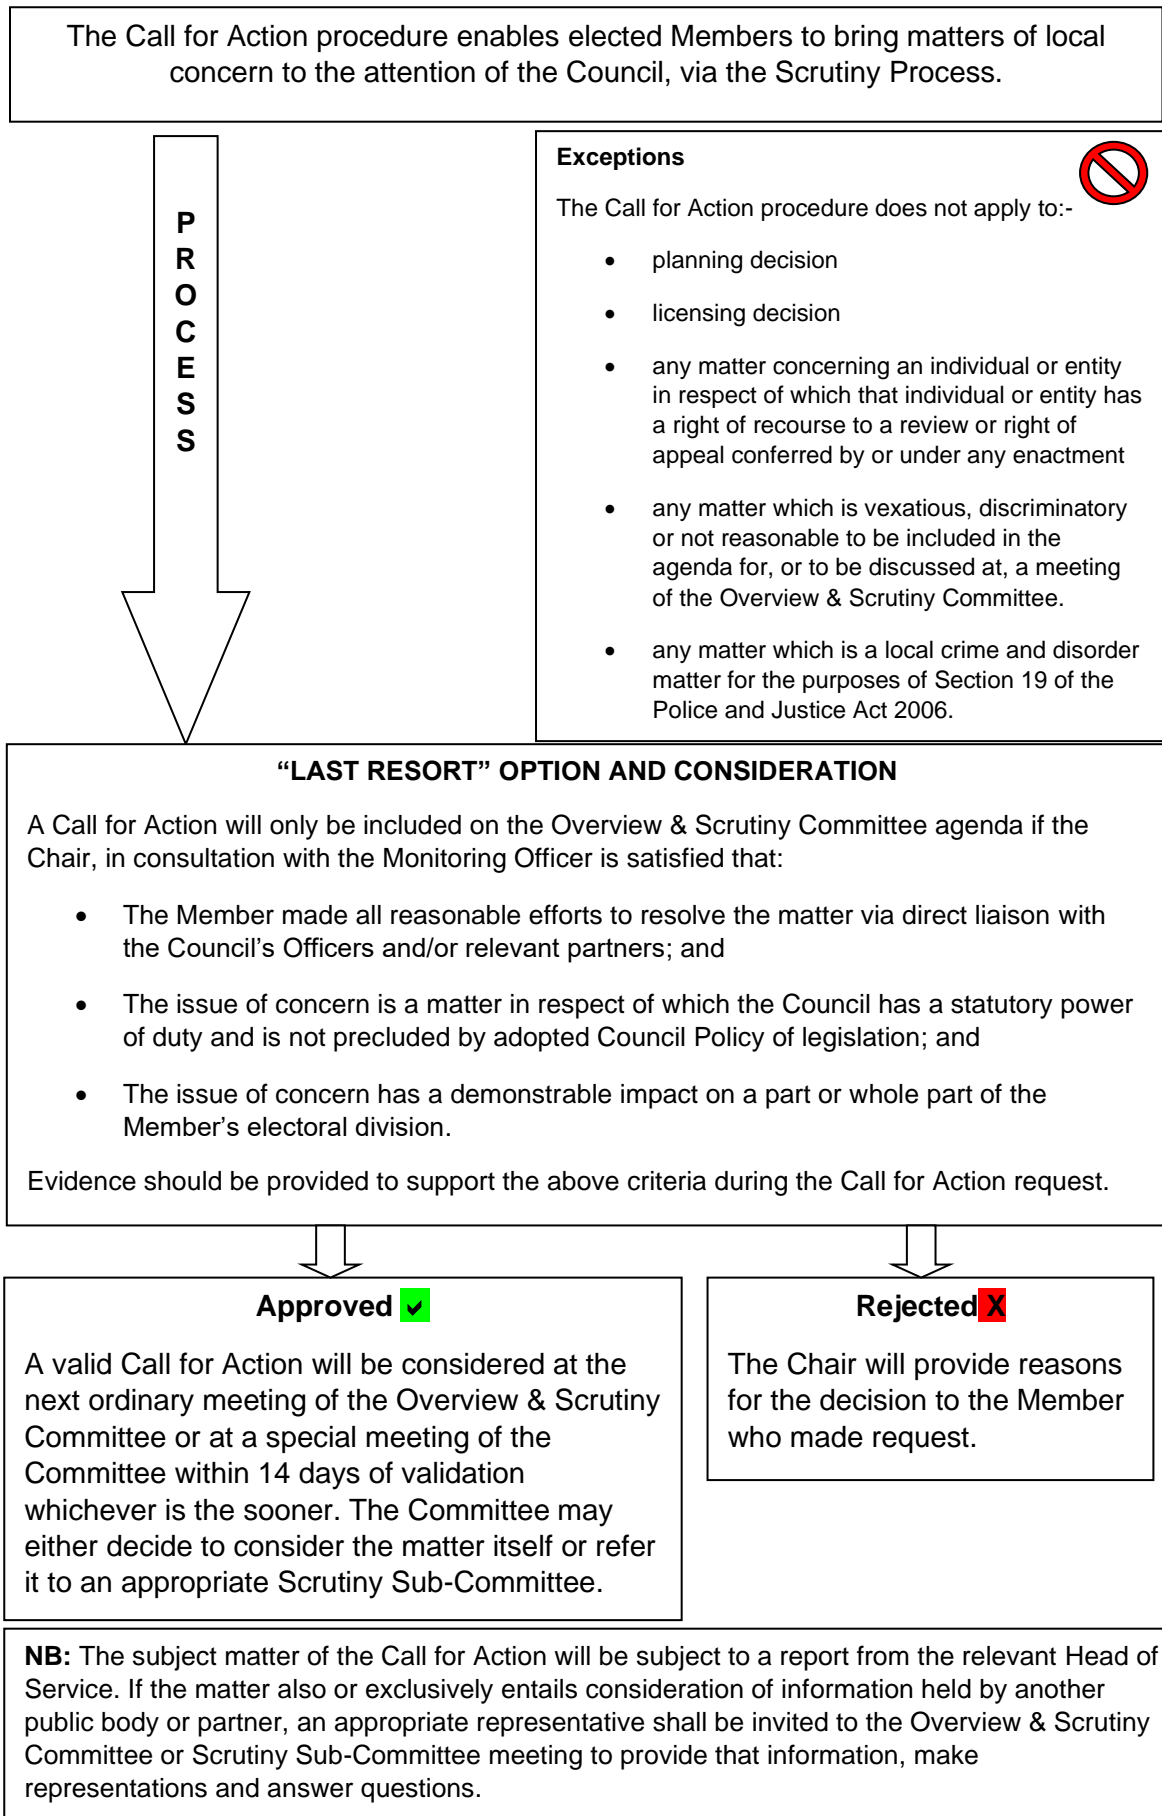 The Call for Action procedure enables elected Members to bring matters of local
concern to the attention of the Council, via the Scrutiny Process.
P
R
O
C
E
S
S
Exceptions
The Call for Action procedure does not apply to:-
• planning decision
• licensing decision
• any matter concerning an individual or entity
in respect of which that individual or entity has
a right of recourse to a review or right of
appeal conferred by or under any enactment
• any matter which is vexatious, discriminatory
or not reasonable to be included in the
agenda for, or to be discussed at, a meeting
of the Overview & Scrutiny Committee.
• any matter which is a local crime and disorder
matter for the purposes of Section 19 of the
Police and Justice Act 2006.
“LAST RESORT” OPTION AND CONSIDERATION
A Call for Action will only be included on the Overview & Scrutiny Committee agenda if the
Chair, in consultation with the Monitoring Officer is satisfied that:
• The Member made all reasonable efforts to resolve the matter via direct liaison with
the Council’s Officers and/or relevant partners; and
• The issue of concern is a matter in respect of which the Council has a statutory power
of duty and is not precluded by adopted Council Policy of legislation; and
• The issue of concern has a demonstrable impact on a part or whole part of the
Member’s electoral division.
Evidence should be provided to support the above criteria during the Call for Action request.
Approved ✔
A valid Call for Action will be considered at the
next ordinary meeting of the Overview & Scrutiny
Committee or at a special meeting of the
Committee within 14 days of validation
whichever is the sooner. The Committee may
either decide to consider the matter itself or refer
it to an appropriate Scrutiny Sub-Committee.
Rejected X
The Chair will provide reasons
for the decision to the Member
who made request.
NB: The subject matter of the Call for Action will be subject to a report from the relevant Head of
Service. If the matter also or exclusively entails consideration of information held by another
public body or partner, an appropriate representative shall be invited to the Overview & Scrutiny
Committee or Scrutiny Sub-Committee meeting to provide that information, make
representations and answer questions.